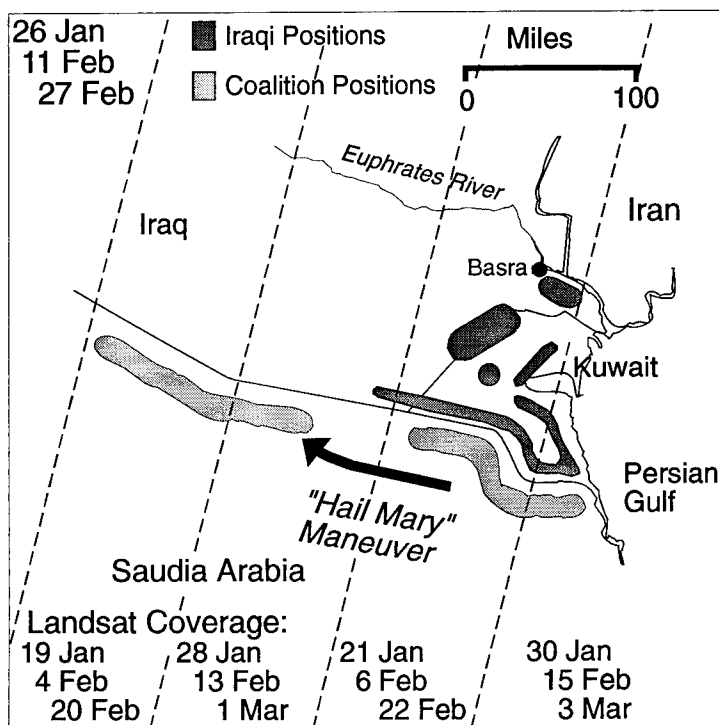 26 Jan
11 Feb
27 Feb
Iraqi Positions
Coalition Positions
Miles
0 100
Euphrates River
Iran
Iraq
Basra
Kuwait
Persian
Gulf
"Hail Mary"
Maneuver
Saudia Arabia
Landsat Coverage:
19 Jan 28 Jan 21 Jan 30 Jan
4 Feb 13 Feb 6 Feb 15 Feb
20 Feb 1 Mar 22 Feb 3 Mar